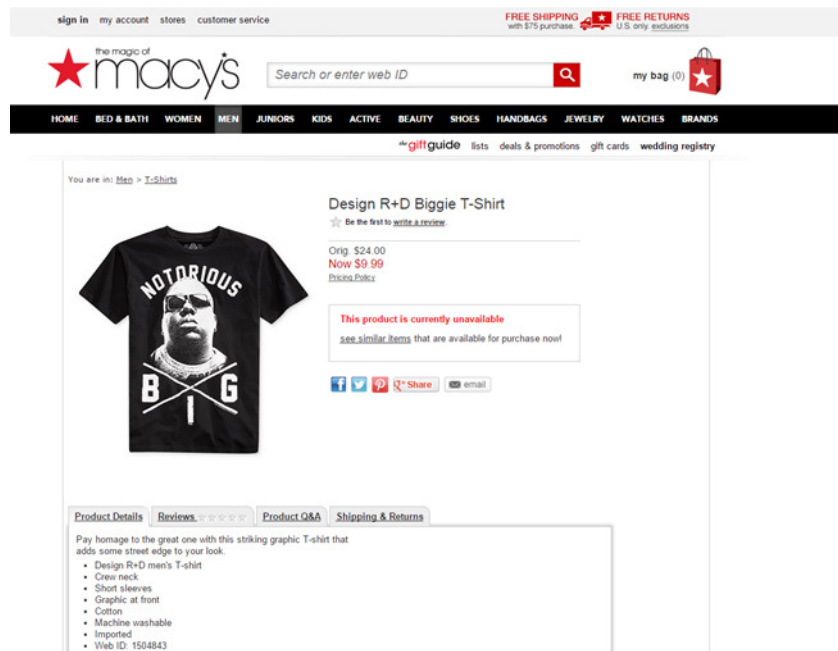 sign in my account stores customer service
FREE SHIPPING
with $75 purchase.
FREE RETURNS
U.S. only. exclusions
the magic of
macy's
Search or enter web ID
my bag (0)
HOME BED & BATH WOMEN MEN JUNIORS KIDS ACTIVE BEAUTY SHOES HANDBAGS JEWELRY WATCHES BRANDS
the giftguide lists deals & promotions gift cards wedding registry
You are in: Men > T-Shirts
Design R+D Biggie T-Shirt
Be the first to write a review.
Orig. $24.00
Now $9.99
Pricing Policy
This product is currently unavailable
see similar items that are available for purchase now!
NOTORIOUS
B I G
Share email
Product Details Reviews Product Q&A Shipping & Returns
Pay homage to the great one with this striking graphic T-shirt that
adds some street edge to your look.
Design R+D men's T-shirt
Crew neck
Short sleeves
Graphic at front
Cotton
Machine washable
Imported
Web ID: 1504843